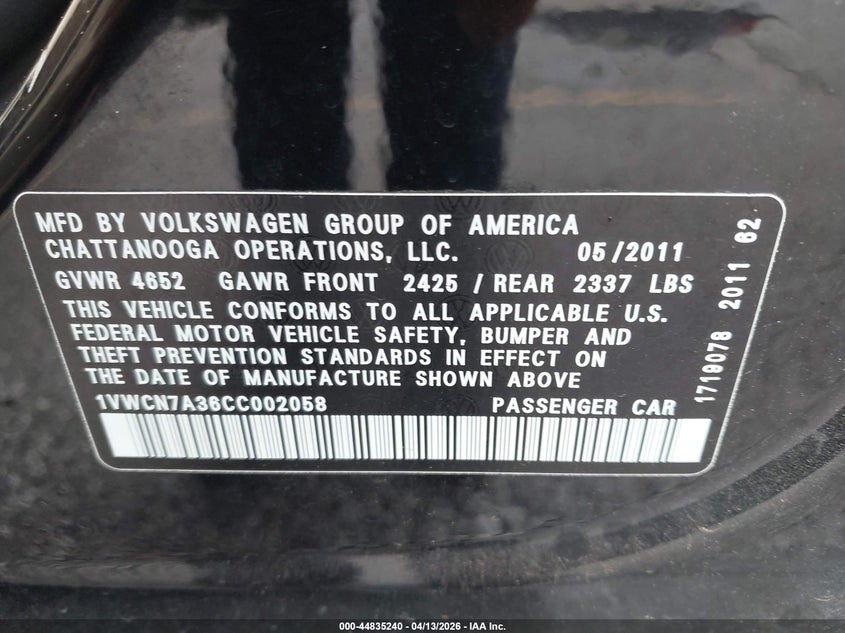 MFD BY VOLKSWAGEN GROUP OF AMERICA
CHATTANOOGA OPERATIONS, LLC. 05/2011
GVWR 4652 GAWR FRONT 2425 / REAR 2337 LBS
THIS VEHICLE CONFORMS TO ALL APPLICABLE U.S.
FEDERAL MOTOR VEHICLE SAFETY, BUMPER AND
THEFT PREVENTION STANDARDS IN EFFECT ON
THE DATE OF MANUFACTURE SHOWN ABOVE
1VWCN7A36CC002058 PASSENGER CAR
1719078 2011 62
000-44835240 - 04/13/2026 - IAA Inc.